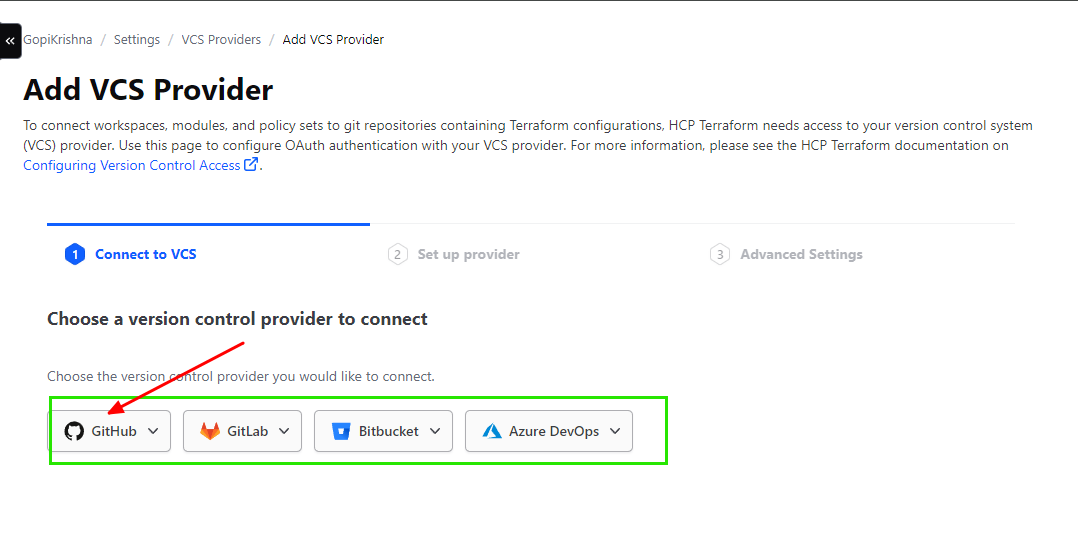 «
GopiKrishna / Settings / VCS Providers / Add VCS Provider
Add VCS Provider
To connect workspaces, modules, and policy sets to git repositories containing Terraform configurations, HCP Terraform needs access to your version control system
(VCS) provider. Use this page to configure OAuth authentication with your VCS provider. For more information, please see the HCP Terraform documentation on
Configuring Version Control Access.
1 Connect to VCS
2 Set up provider
3 Advanced Settings
Choose a version control provider to connect
Choose the version control provider you would like to connect.
GitHub
GitLab
Bitbucket
Azure DevOps